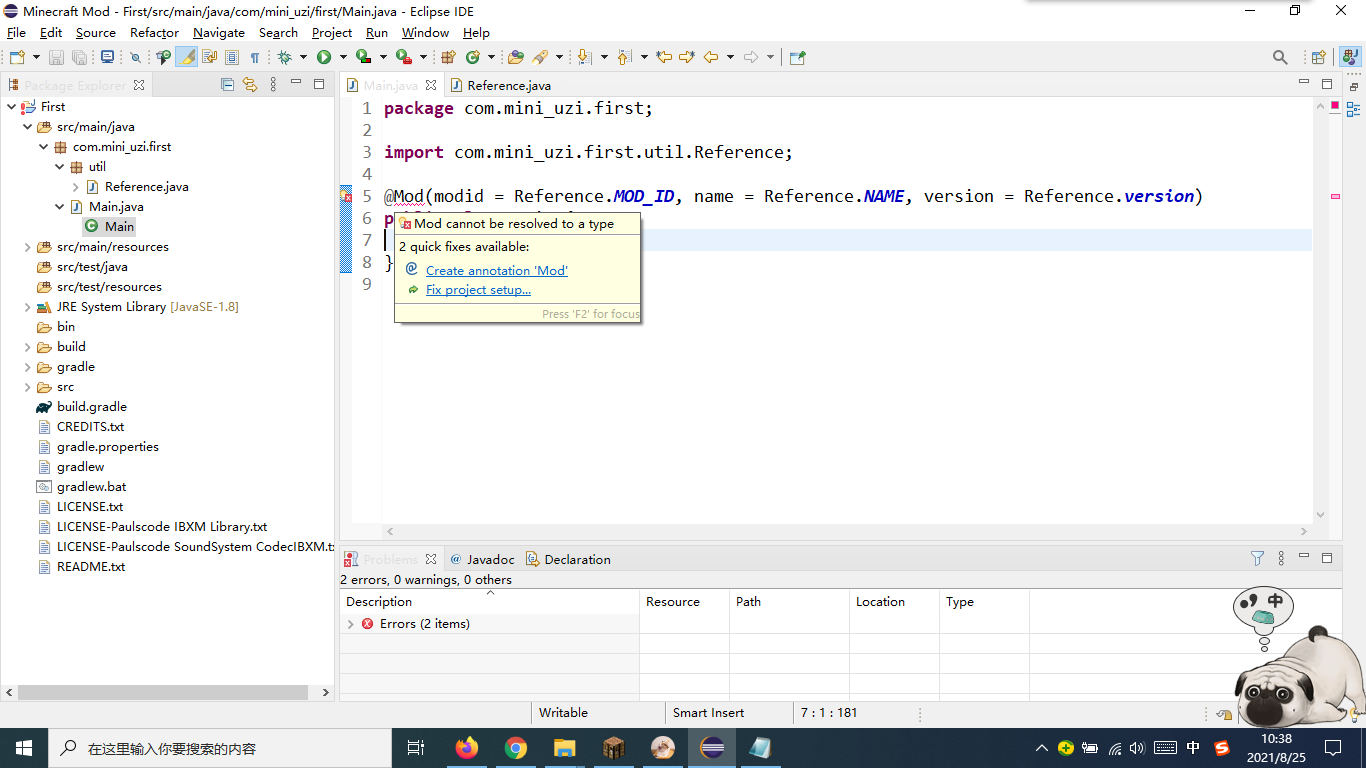 Minecraft Mod - First/src/main/java/com/mini_uzi/first/Main.java - Eclipse IDE
File Edit Source Refactor Navigate Search Project Run Window Help
Package Explorer
First
src/main/java
com.mini_uzi.first
util
Reference.java
Main.java
Main
src/main/resources
src/test/java
src/test/resources
JRE System Library [JavaSE-1.8]
bin
build
gradle
src
build.gradle
CREDITS.txt
gradle.properties
gradlew
gradlew.bat
LICENSE.txt
LICENSE-Paulscode IBXM Library.txt
LICENSE-Paulscode SoundSystem CodecIBXM.t
README.txt
Main.java Reference.java
1 package com.mini_uzi.first;
2
3 import com.mini_uzi.first.util.Reference;
4
5 @Mod(modid = Reference.MOD_ID, name = Reference.NAME, version = Reference.version)
6
7
8 }
9
Mod cannot be resolved to a type
2 quick fixes available:
Create annotation 'Mod'
Fix project setup...
Press 'F2' for focus
Problems @ Javadoc Declaration
2 errors, 0 warnings, 0 others
Description Resource Path Location Type
Errors (2 items)
中
Writable Smart Insert 7 : 1 : 181
在这里输入你要搜索的内容
中
10:38
2021/8/25